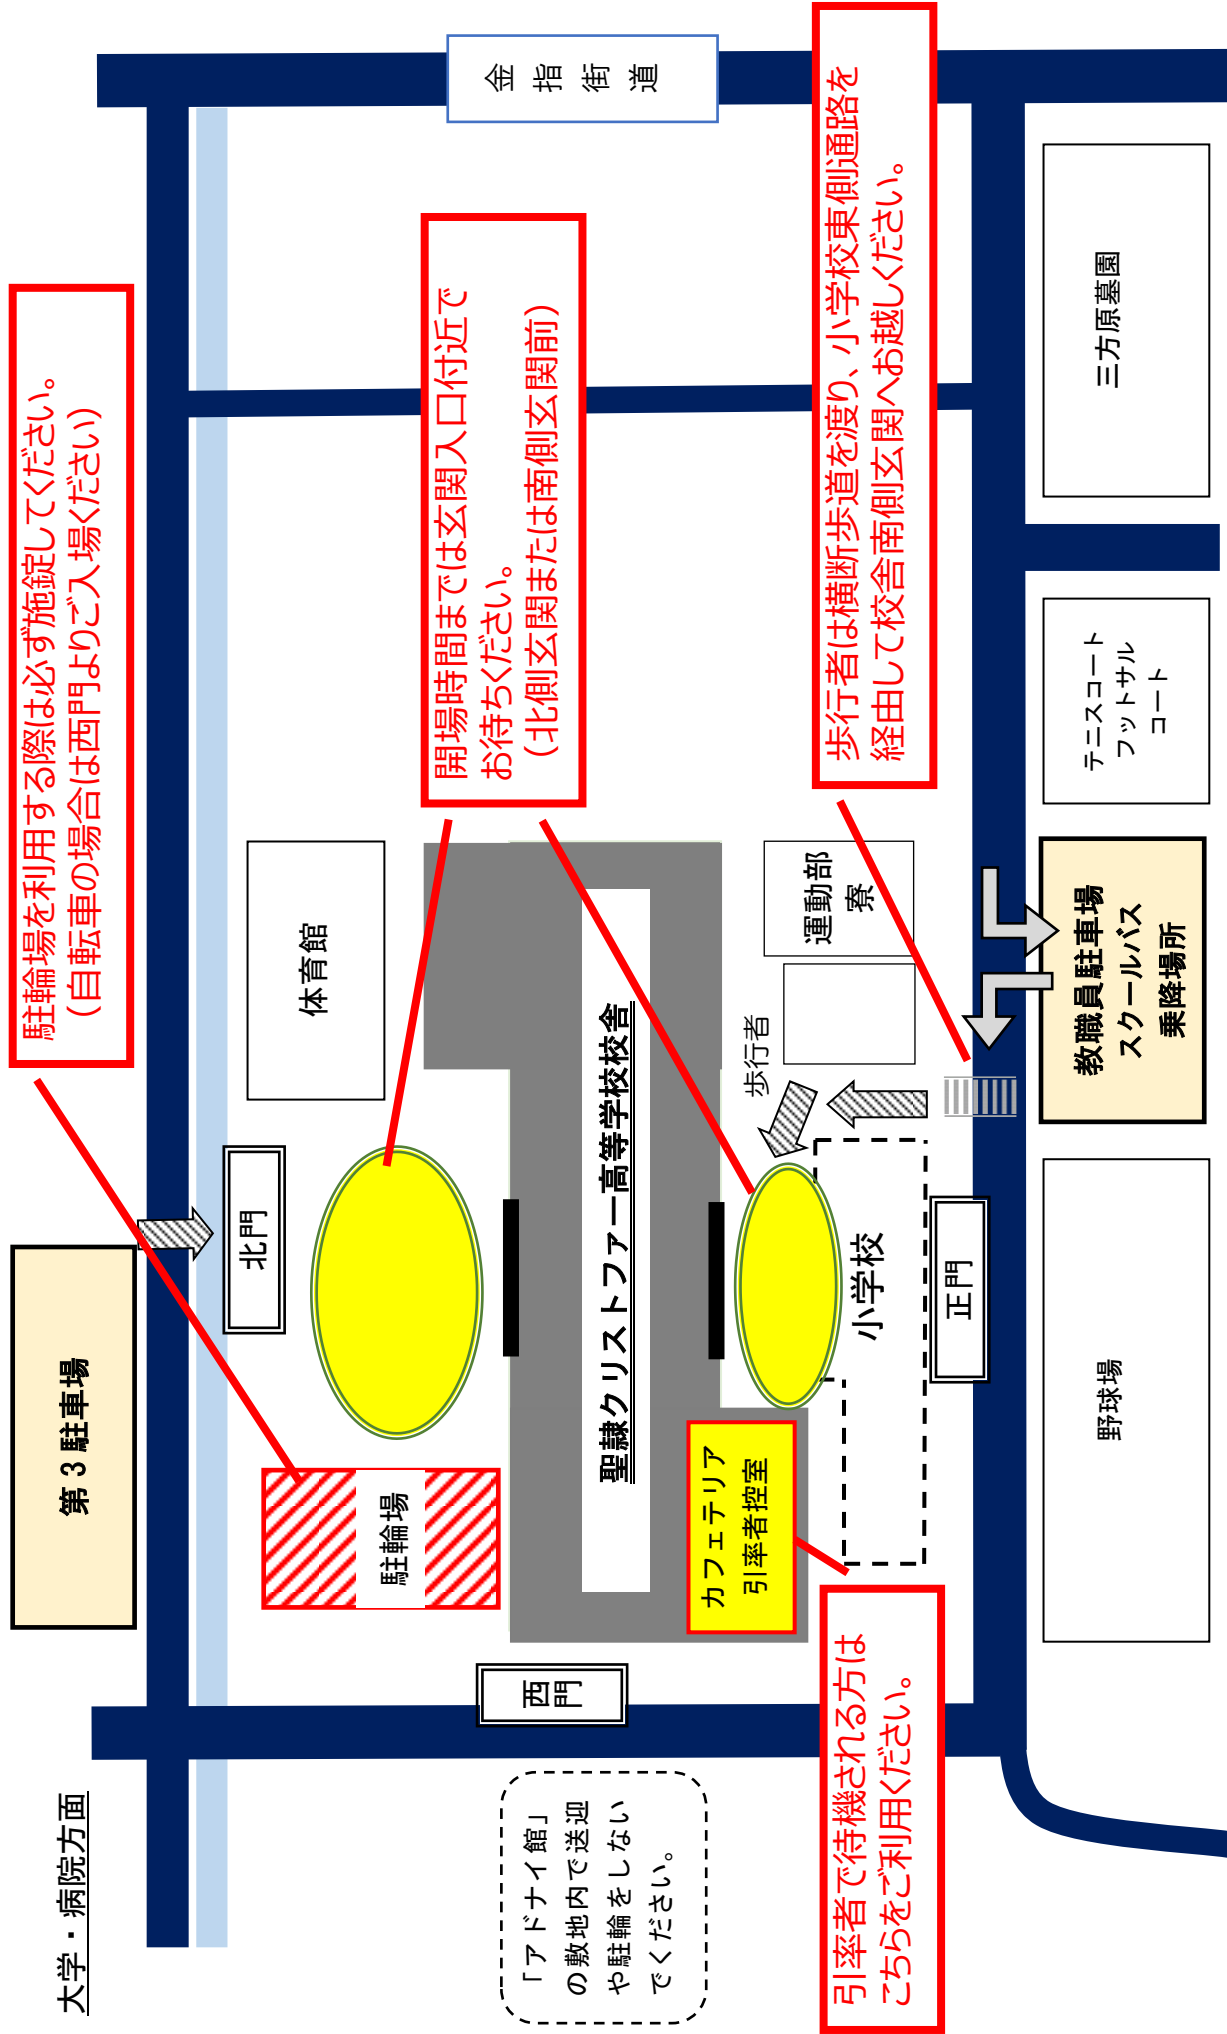 大学・病院方面
第３駐車場
駐輪場を利用する際は必ず施錠してください。
（自転車の場合は西門よりご入場ください）
北門
体育館
駐輪場
西
門
開場時間までは玄関入口付近で
お待ちください。
（北側玄関または南側玄関前）
金指街道
「アドナイ館」
の敷地内で送迎
や駐輪をしない
でください。
聖隷クリストファー高等学校校舎
カフェテリア
引率者控室
歩行者
運動部
寮
小学校
正門
引率者で待機される方は
こちらをご利用ください。
歩行者は横断歩道を渡り、小学校東側通路を
経由して校舎南側玄関へお越しください。
野球場
教職員駐車場
スクールバス
乗降場所
テニスコート
フットサル
コート
三方原墓園